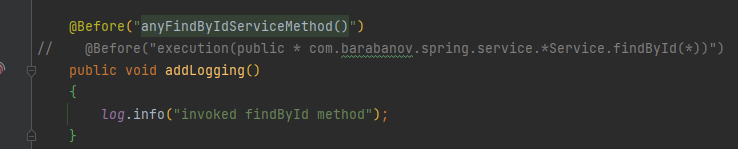 @Before("anyFindByIdServiceMethod()")
//    @Before("execution(public * com.barabanov.spring.service.*Service.findById(*))")
public void addLogging()
{
log.info("invoked findById method");
}